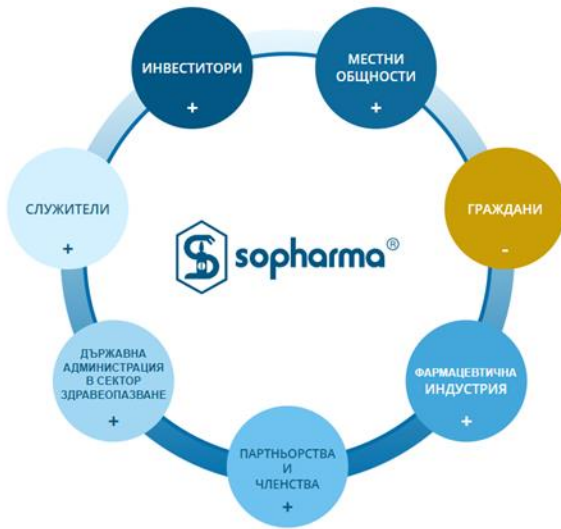 ИНВЕСТИТОРИ
+
МЕСТНИ
ОБЩНОСТИ
+
СЛУЖИТЕЛИ
+
ГРАЖДАНИ
-
sopharma®
ДЪРЖАВНА
АДМИНИСТРАЦИЯ
В СЕКТОР
ЗДРАВЕОПАЗВАНЕ
+
ФАРМАЦЕВТИЧНА
ИНДУСТРИЯ
+
ПАРТНЬОРСТВА
И
ЧЛЕНСТВА
+